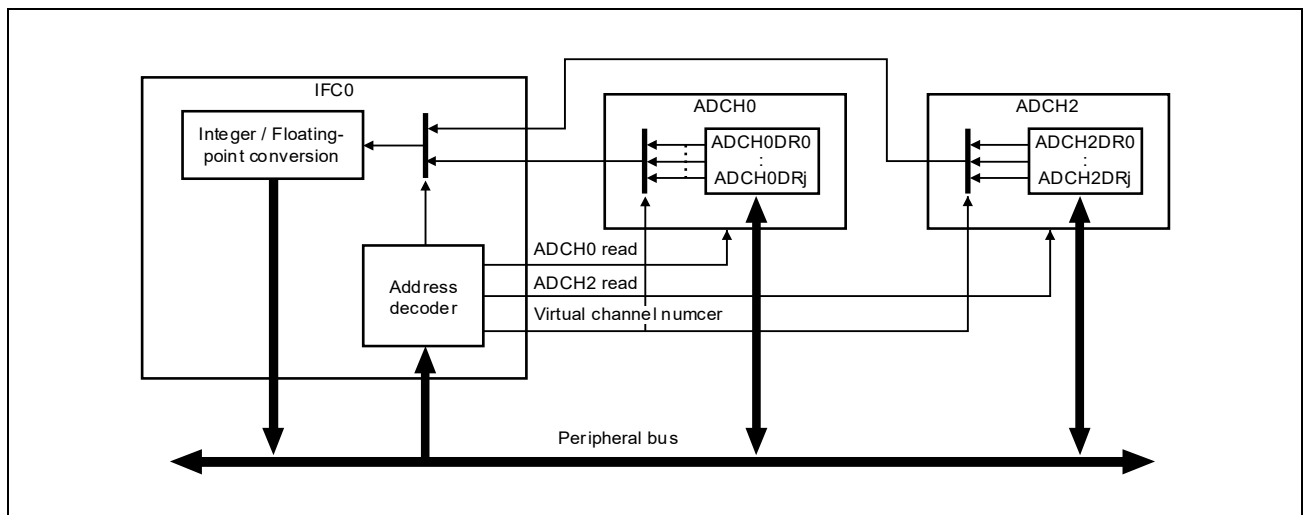 IFC0
Integer / Floating-
point conversion
ADCH0
ADCH0DR0
:
ADCH0DRj
ADCH2
ADCH2DR0
:
ADCH2DRj
Address
decoder
ADCH0 read
ADCH2 read
Virtual channel numcer
Peripheral bus